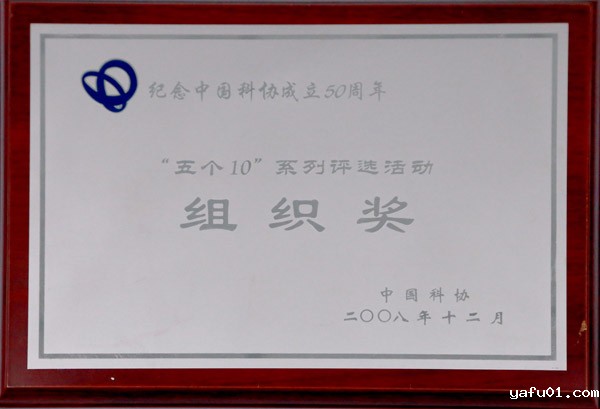 纪念中国科协成立50周年
“五个10”系列评选活动
组织奖
中国科协
二〇〇八年十二月
yafu01.com